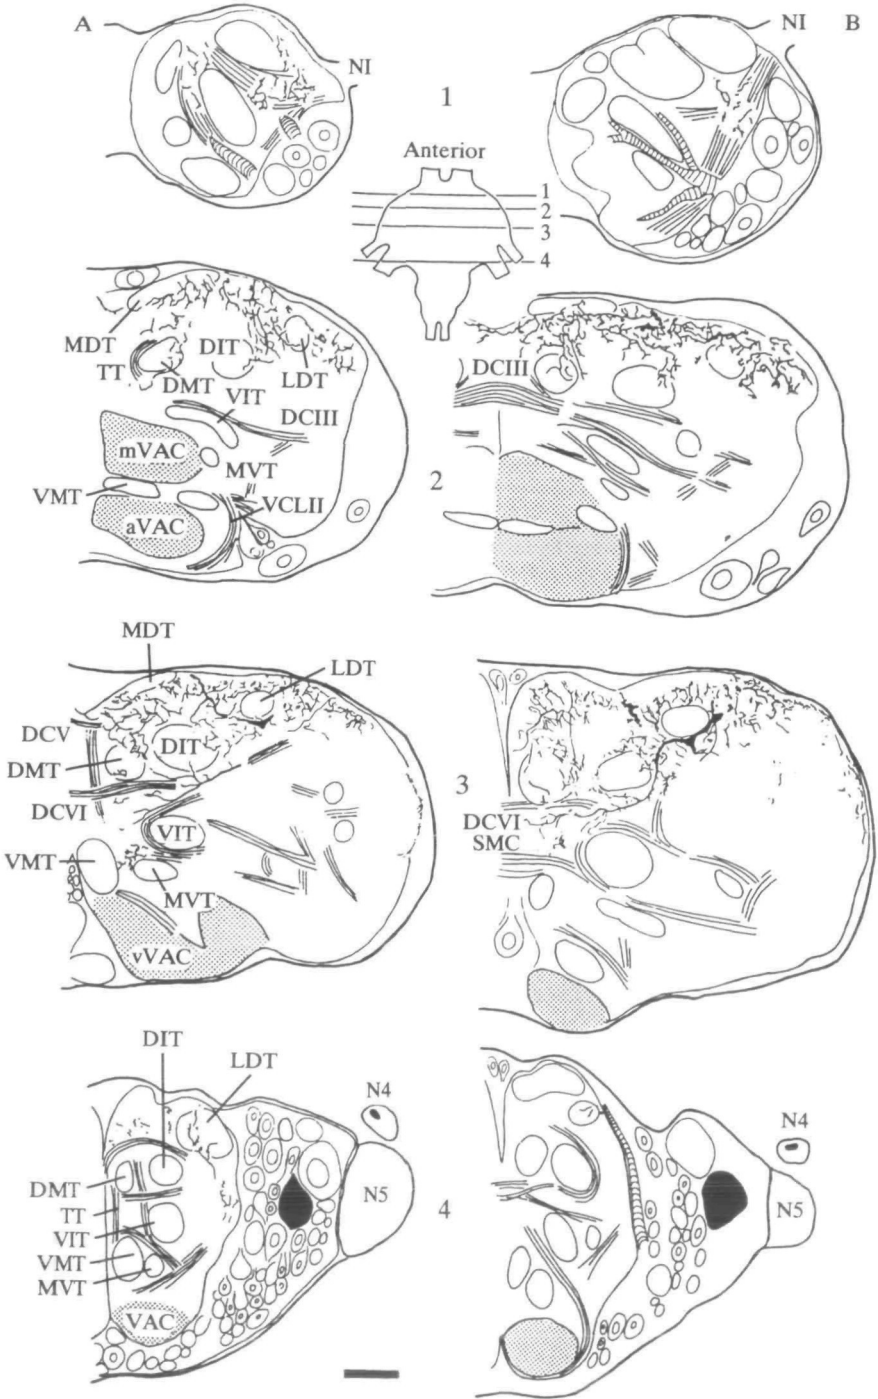 A
NI
1
NI
B
Anterior
1
2
3
4
MDT
TT
DMT
DIT
LDT
VIT
DCIII
mVAC
MVT
VMT
VCLII
aVAC
DCIII
2
MDT
LDT
DCV
DIT
DMT
DCVI
VIT
VMT
MVT
vVAC
3
DCVI
SMC
DIT
LDT
N4
DMT
N5
TT
VIT
VMT
MVT
VAC
4
N4
N5